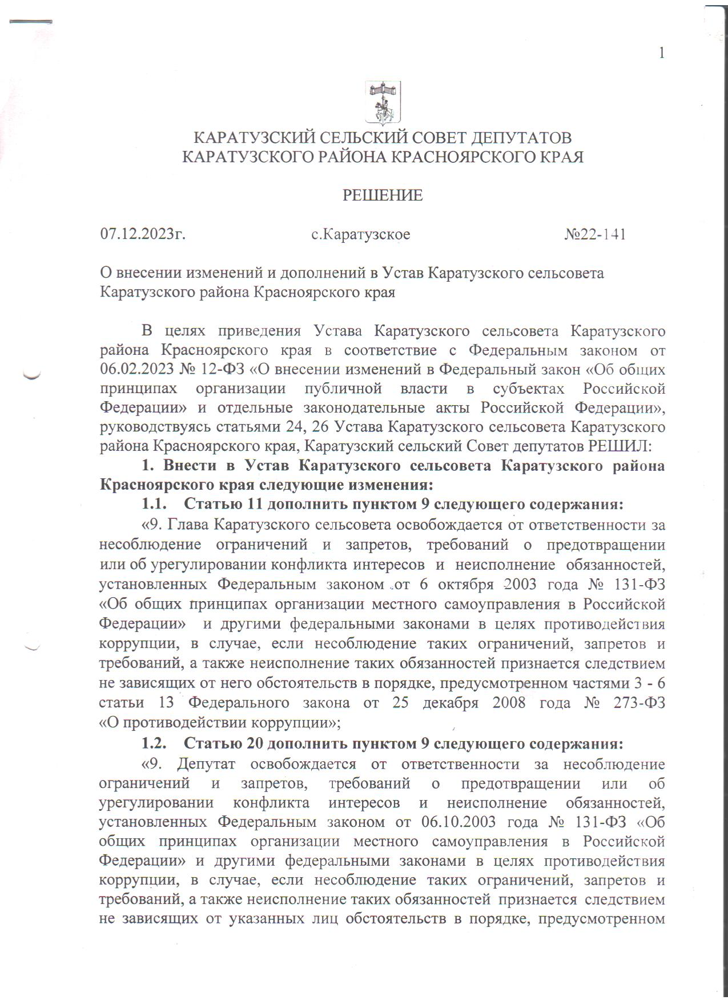 1
КАРАТУЗСКИЙ СЕЛЬСКИЙ СОВЕТ ДЕПУТАТОВ
КАРАТУЗСКОГО РАЙОНА КРАСНОЯРСКОГО КРАЯ
РЕШЕНИЕ
07.12.2023г. с.Каратузское №22-141
О внесении изменений и дополнений в Устав Каратузского сельсовета
Каратузского района Красноярского края
В целях приведения Устава Каратузского сельсовета Каратузского
района Красноярского края в соответствие с Федеральным законом от
06.02.2023 № 12-ФЗ «О внесении изменений в Федеральный закон «Об общих
принципах организации публичной власти в субъектах Российской
Федерации» и отдельные законодательные акты Российской Федерации»,
руководствуясь статьями 24, 26 Устава Каратузского сельсовета Каратузского
района Красноярского края, Каратузский сельский Совет депутатов РЕШИЛ:
1. Внести в Устав Каратузского сельсовета Каратузского района
Красноярского края следующие изменения:
1.1. Статью 11 дополнить пунктом 9 следующего содержания:
«9. Глава Каратузского сельсовета освобождается от ответственности за
несоблюдение ограничений и запретов, требований о предотвращении
или об урегулировании конфликта интересов и неисполнение обязанностей,
установленных Федеральным законом от 6 октября 2003 года № 131-ФЗ
«Об общих принципах организации местного самоуправления в Российской
Федерации» и другими федеральными законами в целях противодействия
коррупции, в случае, если несоблюдение таких ограничений, запретов и
требований, а также неисполнение таких обязанностей признается следствием
не зависящих от него обстоятельств в порядке, предусмотренном частями 3 - 6
статьи 13 Федерального закона от 25 декабря 2008 года № 273-ФЗ
«О противодействии коррупции»;
1.2. Статью 20 дополнить пунктом 9 следующего содержания:
«9. Депутат освобождается от ответственности за несоблюдение
ограничений и запретов, требований о предотвращении или об
урегулировании конфликта интересов и неисполнение обязанностей,
установленных Федеральным законом от 06.10.2003 года № 131-ФЗ «Об
общих принципах организации местного самоуправления в Российской
Федерации» и другими федеральными законами в целях противодействия
коррупции, в случае, если несоблюдение таких ограничений, запретов и
требований, а также неисполнение таких обязанностей признается следствием
не зависящих от указанных лиц обстоятельств в порядке, предусмотренном